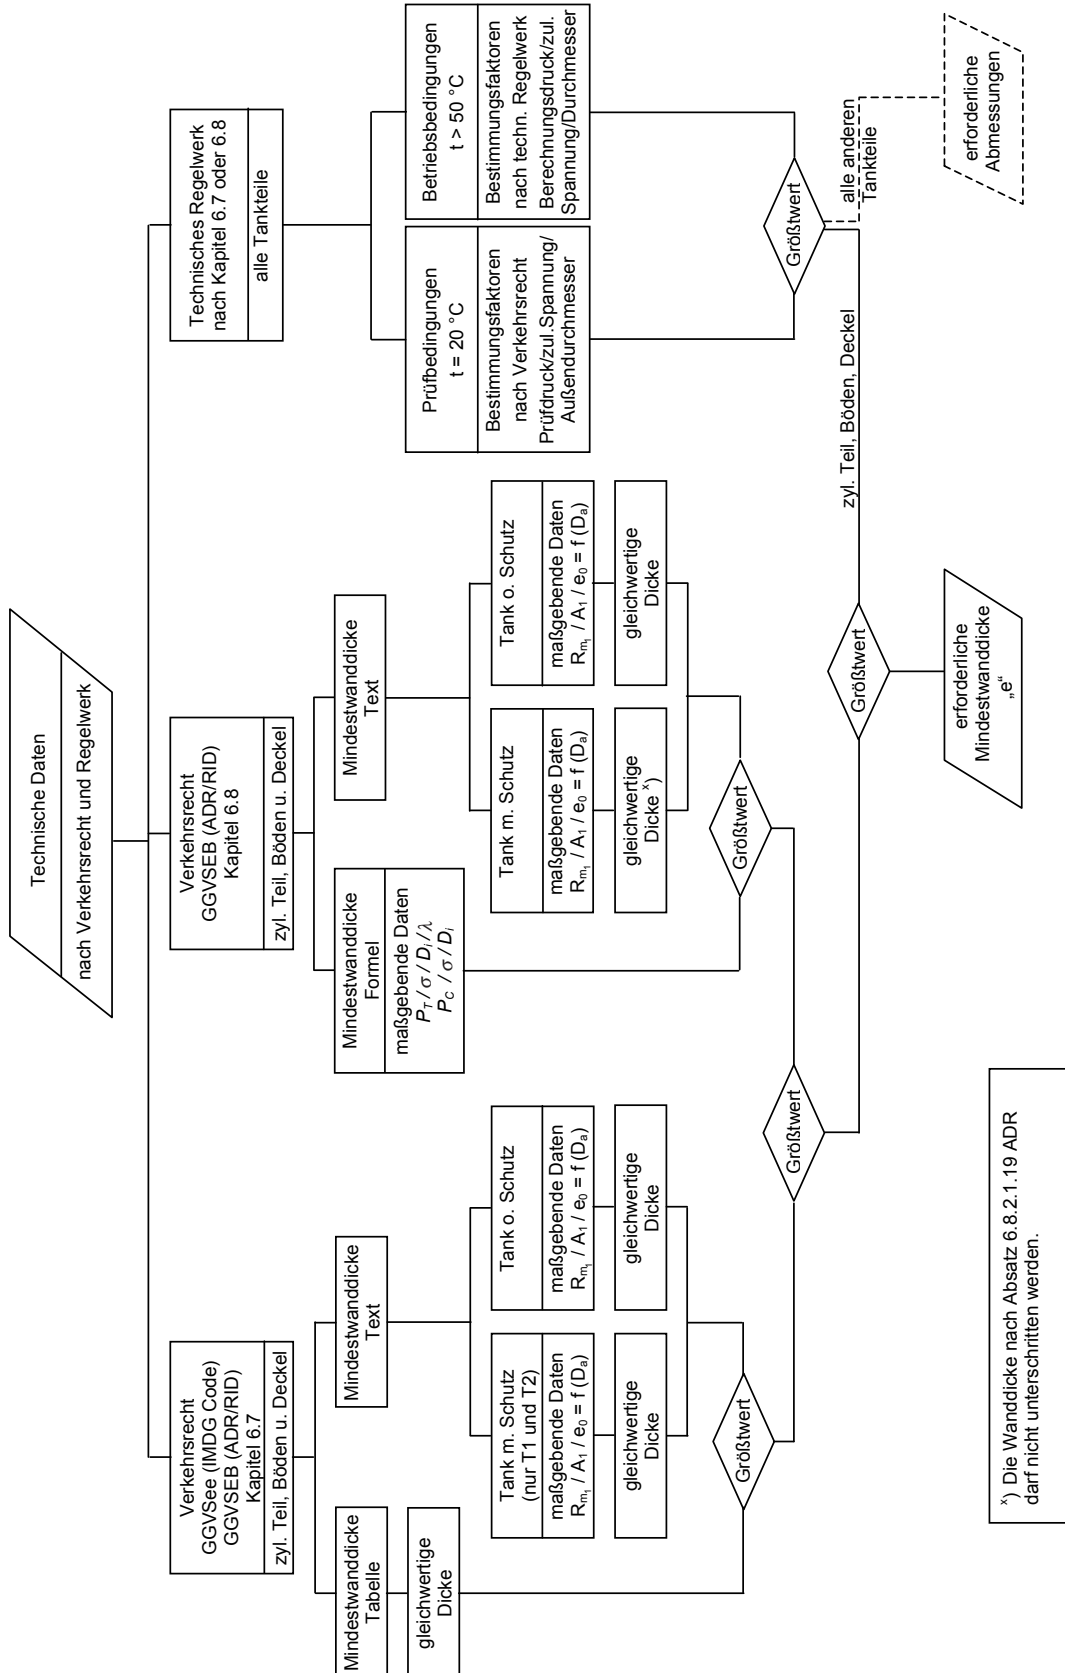 Technische Daten
nach Verkehrsrecht und Regelwerk
Verkehrsrecht
GGVSee (IMDG Code)
GGVSEB (ADR/RID)
Kapitel 6.7
zyl. Teil, Böden u. Deckel
Mindestwanddicke
Tabelle
gleichwertige
Dicke
Mindestwanddicke
Text
Tank m. Schutz
(nur T1 und T2)
maßgebende Daten
Rm₁ / A₁ / e₀ = f (Dₐ)
gleichwertige
Dicke
Tank o. Schutz
maßgebende Daten
Rm₁ / A₁ / e₀ = f (Dₐ)
gleichwertige
Dicke
Größtwert
Verkehrsrecht
GGVSEB (ADR/RID)
Kapitel 6.8
zyl. Teil, Böden u. Deckel
Mindestwanddicke
Formel
maßgebende Daten
P_T / σ / D_i / λ
P_C / σ / D_i
Mindestwanddicke
Text
Tank m. Schutz
maßgebende Daten
Rm₁ / A₁ / e₀ = f (Dₐ)
gleichwertige
Dicke ˣ)
Tank o. Schutz
maßgebende Daten
Rm₁ / A₁ / e₀ = f (Dₐ)
gleichwertige
Dicke
Größtwert
Größtwert
Technisches Regelwerk
nach Kapitel 6.7 oder 6.8
alle Tankteile
Prüfbedingungen
t = 20 °C
Bestimmungsfaktoren
nach Verkehrsrecht
Prüfdruck/zul.Spannung/
Außendurchmesser
Betriebsbedingungen
t > 50 °C
Bestimmungsfaktoren
nach techn. Regelwerk
Berechnungsdruck/zul.
Spannung/Durchmesser
Größtwert
zyl. Teil, Böden, Deckel
alle anderen
Tankteile
Größtwert
erforderliche
Mindestwanddicke
„e“
erforderliche
Abmessungen
ˣ) Die Wanddicke nach Absatz 6.8.2.1.19 ADR
darf nicht unterschritten werden.